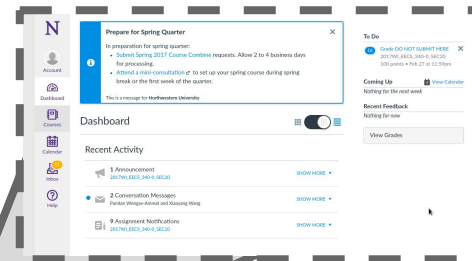 N
Account
Dashboard
Courses
Calendar
Inbox
Help
Prepare for Spring Quarter
In preparation for spring quarter:
Submit Spring 2017 Course Combine requests. Allow 2 to 4 business days
for processing.
Attend a mini-consultation to set up your spring course during spring
break or the first week of the quarter.
This is a message for Northwestern University
Dashboard
Recent Activity
1 Announcement
2017WI_EECS_340-0_SEC20
SHOW MORE
2 Conversation Messages
SHOW MORE
9 Assignment Notifications
2017WI_EECS_340-0_SEC20
SHOW MORE
To Do
Grade DO NOT SUBMIT HERE
2017WI_EECS_340-0_SEC20
100 points • Feb 27 at 11:59pm
Coming Up
View Calendar
Nothing for the next week
Recent Feedback
Nothing for now
View Grades